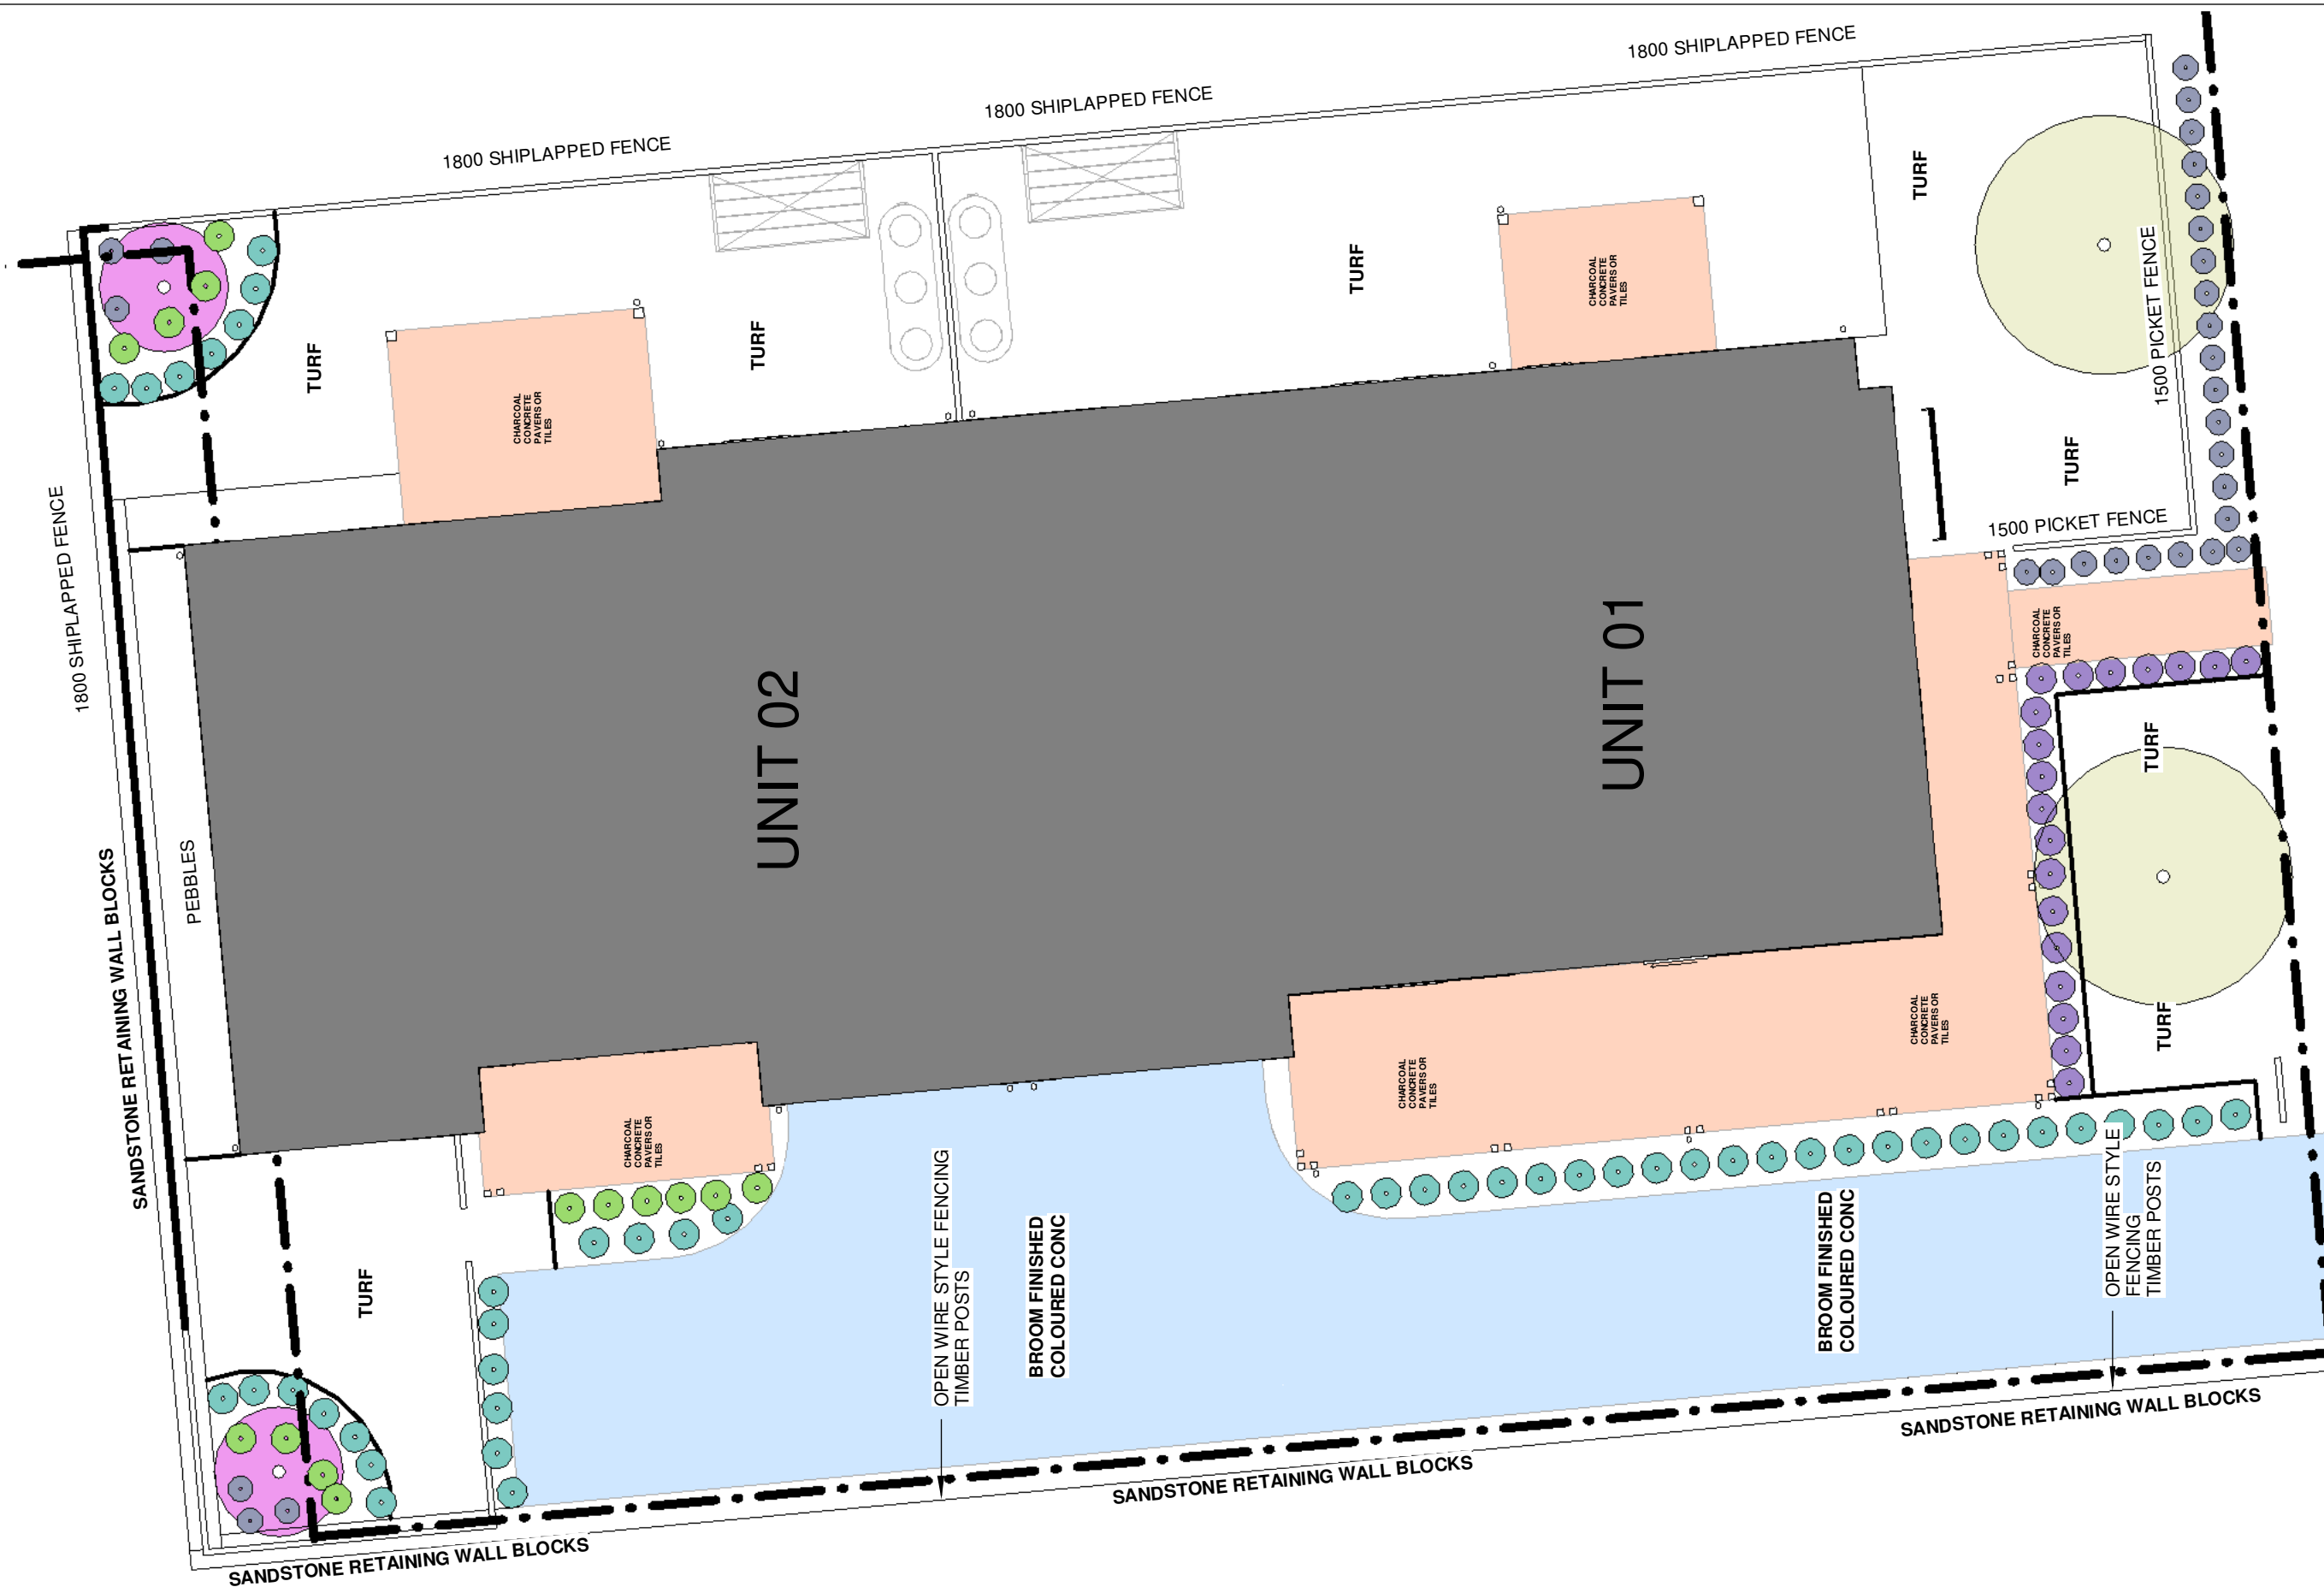 1800 SHIPLAPPED FENCE
1800 SHIPLAPPED FENCE
1800 SHIPLAPPED FENCE
TURF
TURF
TURF
TURF
CHARCOAL
CONCRETE
PAVERS OR
TILES
CHARCOAL
CONCRETE
PAVERS OR
TILES
1500 PICKET FENCE
TURF
1500 PICKET FENCE
1800 SHIPLAPPED FENCE
CHARCOAL
CONCRETE
PAVERS OR
TILES
UNIT 02
UNIT 01
TURF
PEBBLES
SANDSTONE RETAINING WALL BLOCKS
CHARCOAL
CONCRETE
PAVERS OR
TILES
TURF
CHARCOAL
CONCRETE
PAVERS OR
TILES
CHARCOAL
CONCRETE
PAVERS OR
TILES
TURF
OPEN WIRE STYLE FENCING
TIMBER POSTS
BROOM FINISHED
COLOURED CONC
BROOM FINISHED
COLOURED CONC
OPEN WIRE STYLE
FENCING
TIMBER POSTS
SANDSTONE RETAINING WALL BLOCKS
SANDSTONE RETAINING WALL BLOCKS
SANDSTONE RETAINING WALL BLOCKS